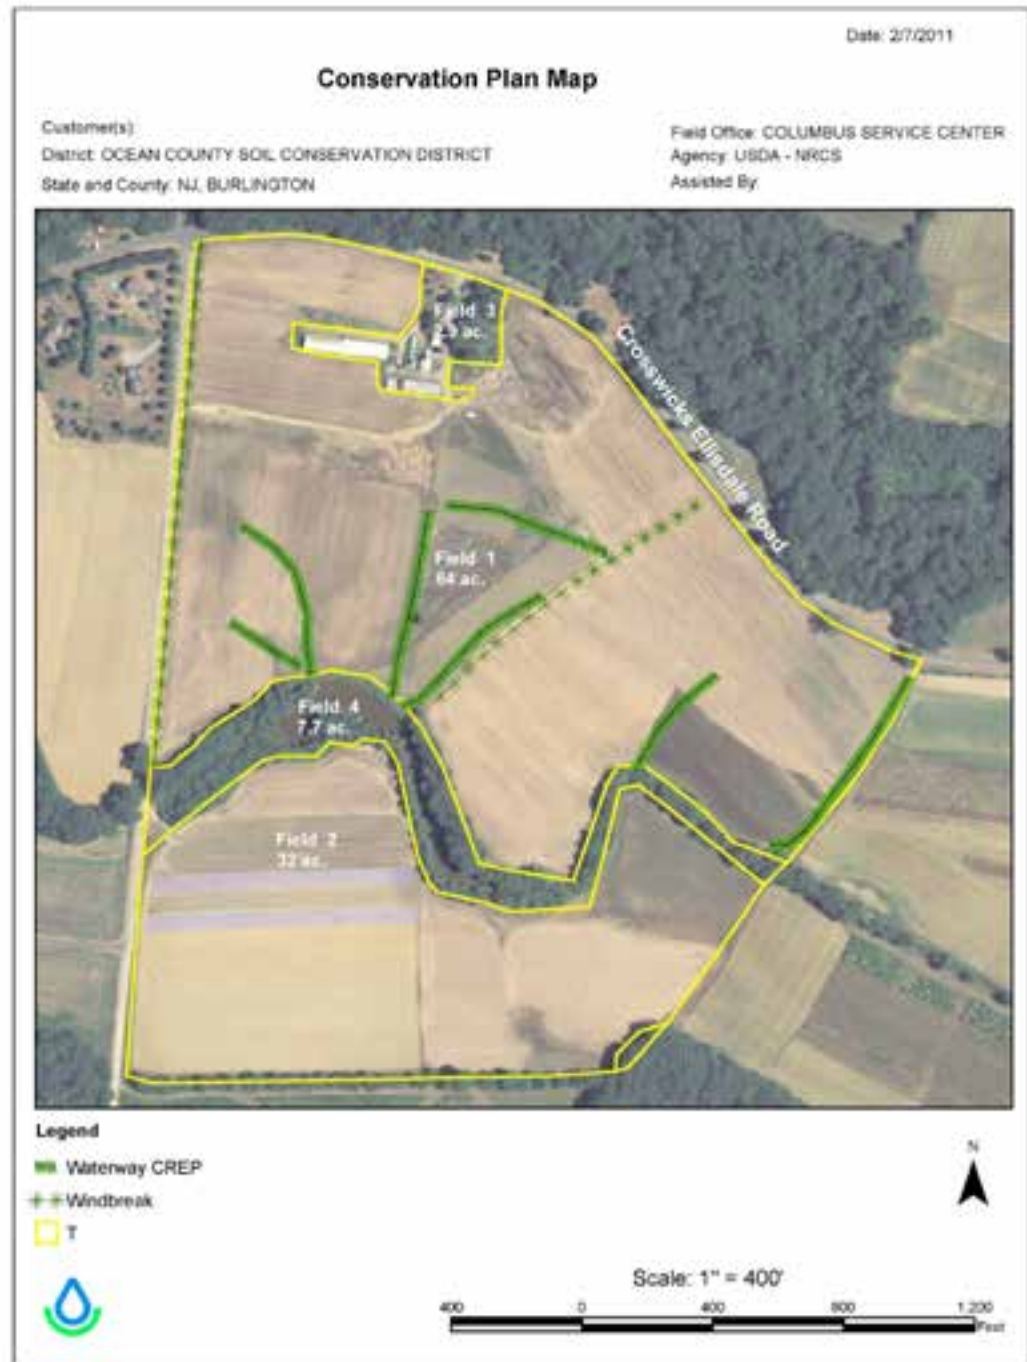 Date: 2/7/2011
Conservation Plan Map
Customer(s):
District: OCEAN COUNTY SOIL CONSERVATION DISTRICT
State and County: NJ, BURLINGTON
Field Office: COLUMBUS SERVICE CENTER
Agency: USDA - NRCS
Assisted By:
Field 3
ac.
Crosswicks Ellisdale Road
Field 1
64 ac.
Field 4
7.7 ac.
Field 2
32 ac.
Legend
Waterway CREP
Windbreak
T
N
Scale: 1" = 400'
400 0 400 800 1,200
Feet